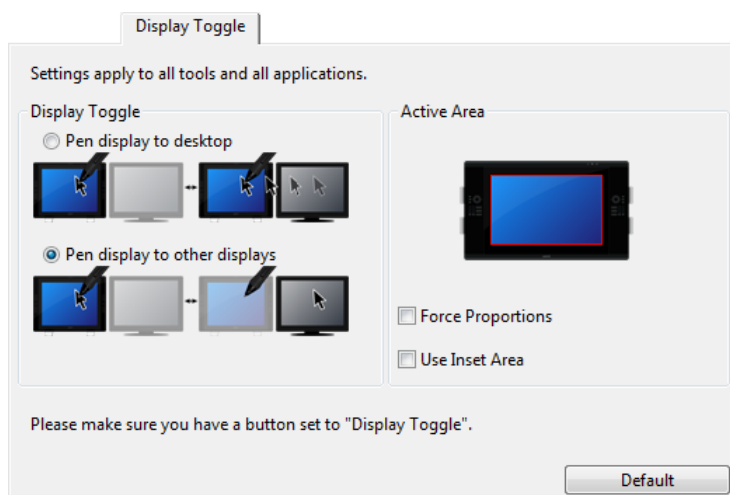 Display Toggle
Settings apply to all tools and all applications.
Display Toggle
Pen display to desktop
Pen display to other displays
Active Area
Force Proportions
Use Inset Area
Please make sure you have a button set to "Display Toggle".
Default